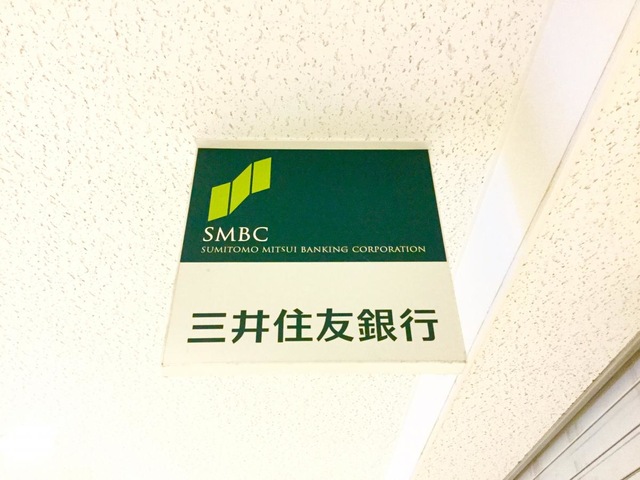 SMBC
SUMITOMO MITSUI BANKING CORPORATION
三井住友銀行